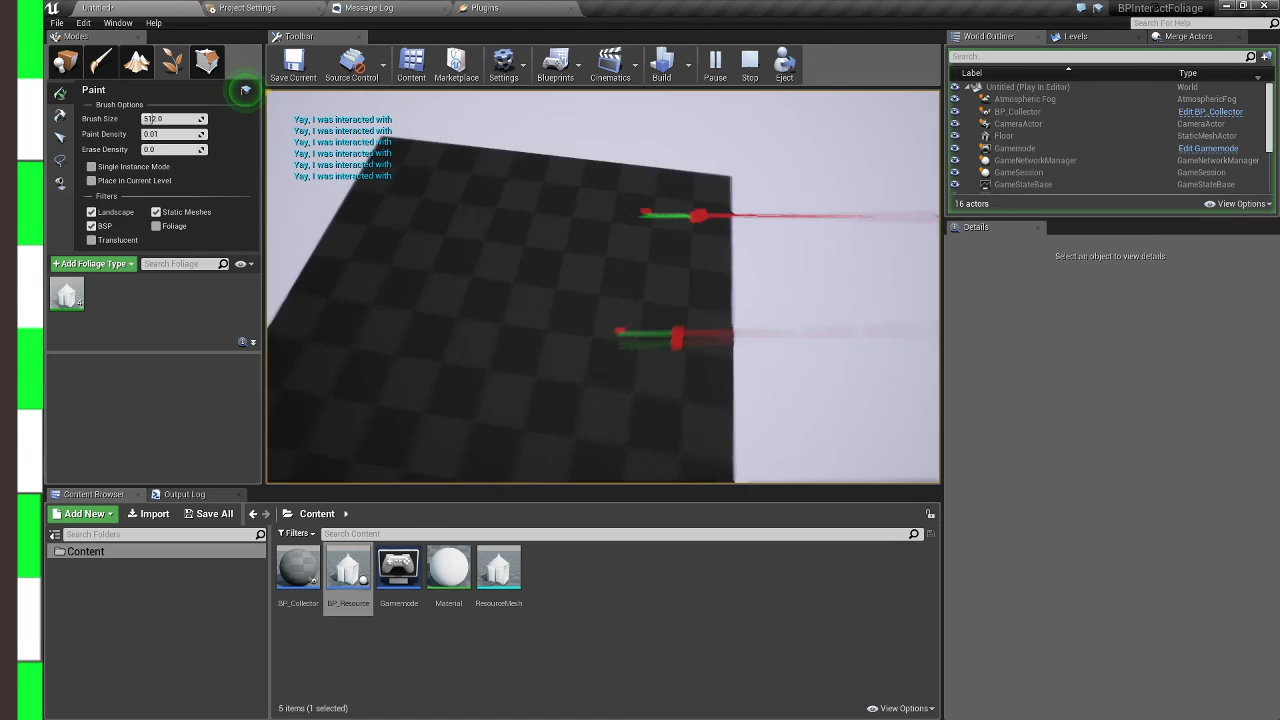 Untitled*
Project Settings
Message Log
Plugins
BPInteractFoliage
File Edit Window Help
Search For Help
Modes
Toolbar
World Outliner
Levels
Merge Actors
Save Current
Source Control
Content
Marketplace
Settings
Blueprints
Cinematics
Build
Pause
Stop
Eject
Search...
Label
Type
Untitled (Play In Editor) World
Atmospheric Fog AtmosphericFog
BP_Collector Edit BP_Collector
CameraActor CameraActor
Floor StaticMeshActor
Gamemode Edit Gamemode
GameNetworkManager GameNetworkManager
GameSession GameSession
GameStateBase GameStateBase
16 actors
View Options
Paint
Brush Options
Brush Size 512.0
Paint Density 0.01
Erase Density 0.0
Single Instance Mode
Place in Current Level
Filters
Landscape Static Meshes
BSP Foliage
Translucent
Add Foliage Type
Search Foliage
4
Yay, I was interacted with
Yay, I was interacted with
Yay, I was interacted with
Yay, I was interacted with
Yay, I was interacted with
Yay, I was interacted with
Details
Select an object to view details.
Content Browser
Output Log
Add New
Import
Save All
Content
Search Folders
Filters
Search Content
Content
BP_Collector
BP_Resource
Gamemode
Material
ResourceMesh
5 items (1 selected)
View Options